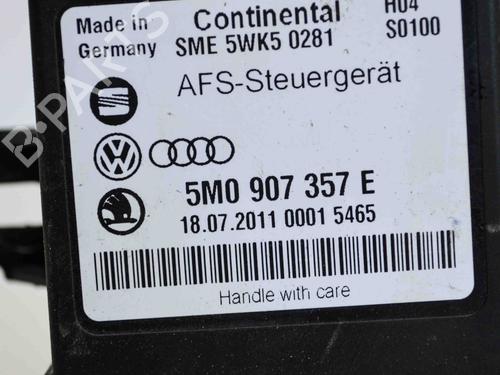 Made in
Germany
Continental
SME 5WK5 0281
H04
S0100
AFS-Steuergerät
5M0 907 357 E
18.07.2011 0001 5465
Handle with care
B-PARTS